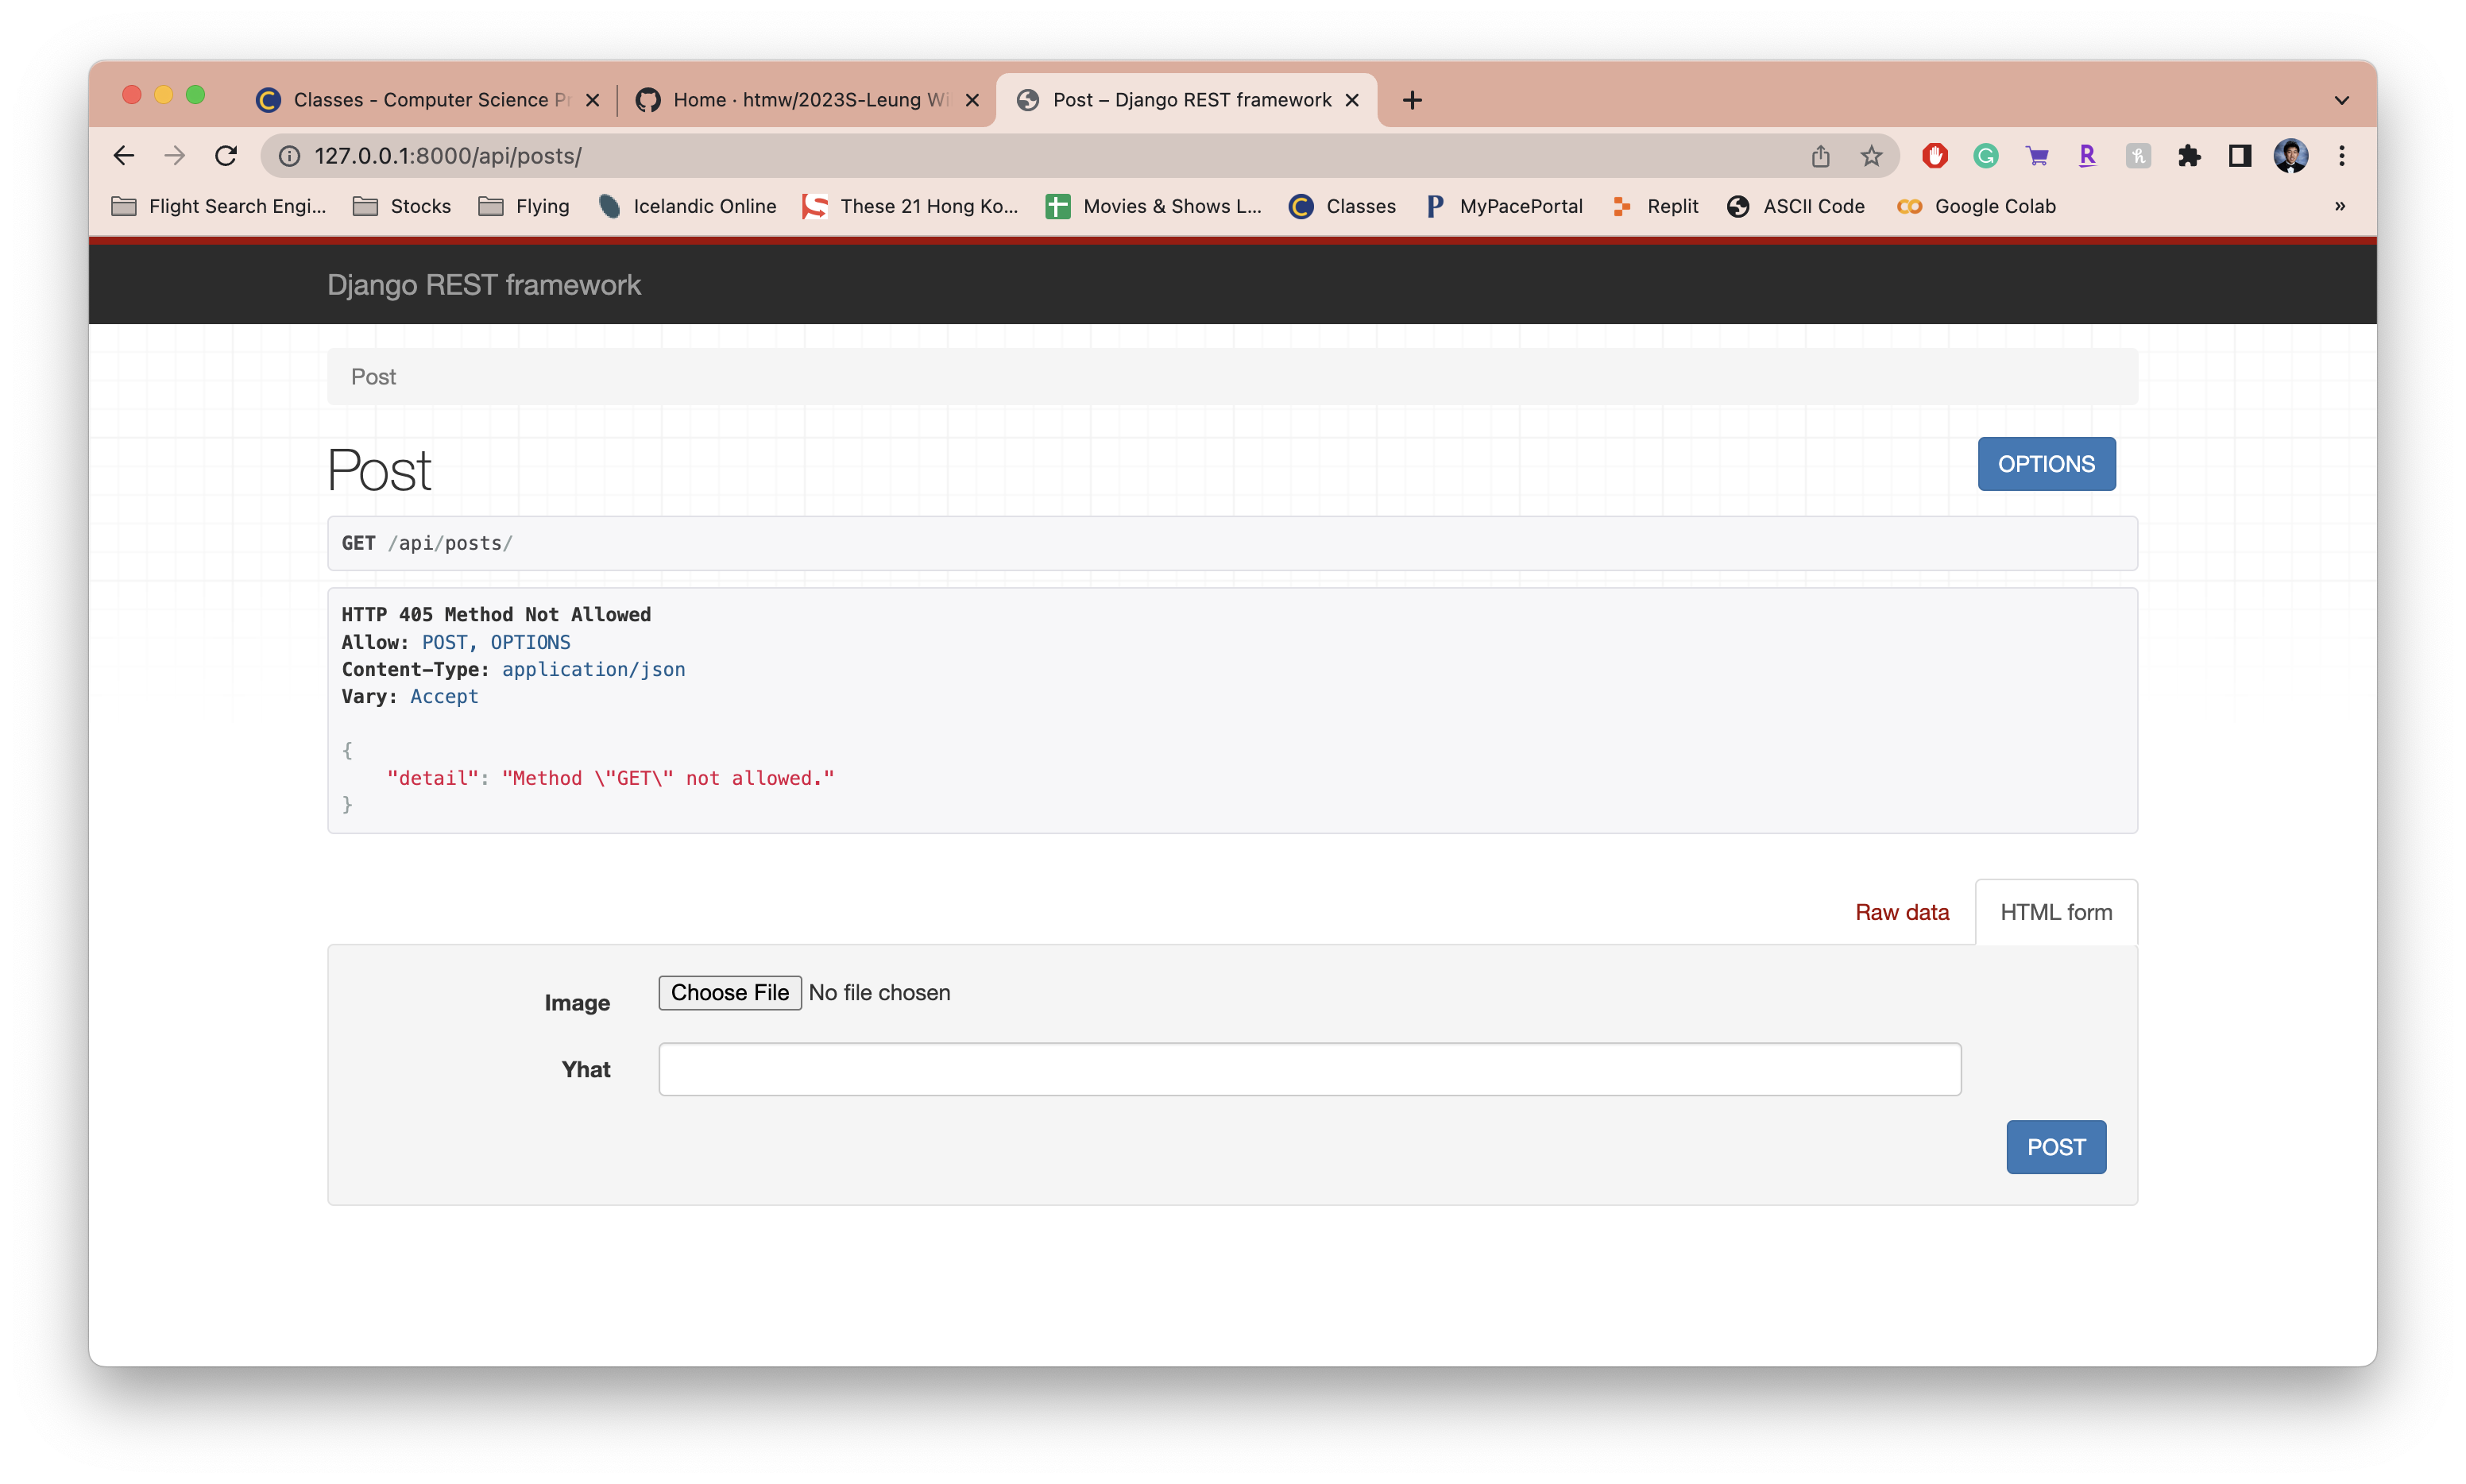 Classes - Computer Science Pr
Home · htmw/2023S-Leung Wi
Post – Django REST framework
127.0.0.1:8000/api/posts/
Flight Search Engi...
Stocks
Flying
Icelandic Online
These 21 Hong Ko...
Movies & Shows L...
Classes
MyPacePortal
Replit
ASCII Code
Google Colab
»
Django REST framework
Post
Post
OPTIONS
GET /api/posts/
HTTP 405 Method Not Allowed
Allow: POST, OPTIONS
Content-Type: application/json
Vary: Accept
{
"detail": "Method \"GET\" not allowed."
}
Raw data
HTML form
Image
Choose File No file chosen
Yhat
POST